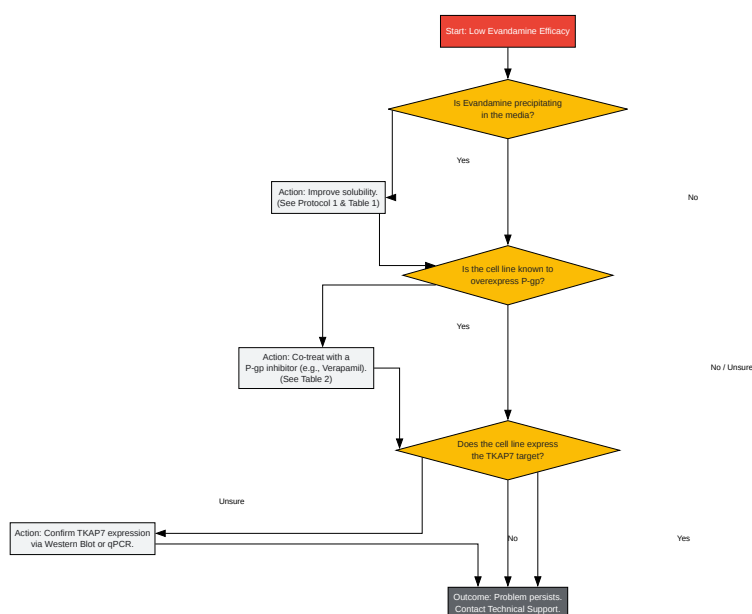 Start: Low Evandamine Efficacy
Is Evandamine precipitating
in the media?
Yes
Action: Improve solubility.
(See Protocol 1 & Table 1)
No
Is the cell line known to
overexpress P-gp?
Yes
Action: Co-treat with a
P-gp inhibitor (e.g., Verapamil).
(See Table 2)
No / Unsure
Does the cell line express
the TKAP7 target?
Unsure
Action: Confirm TKAP7 expression
via Western Blot or qPCR.
No
Yes
Outcome: Problem persists.
Contact Technical Support.